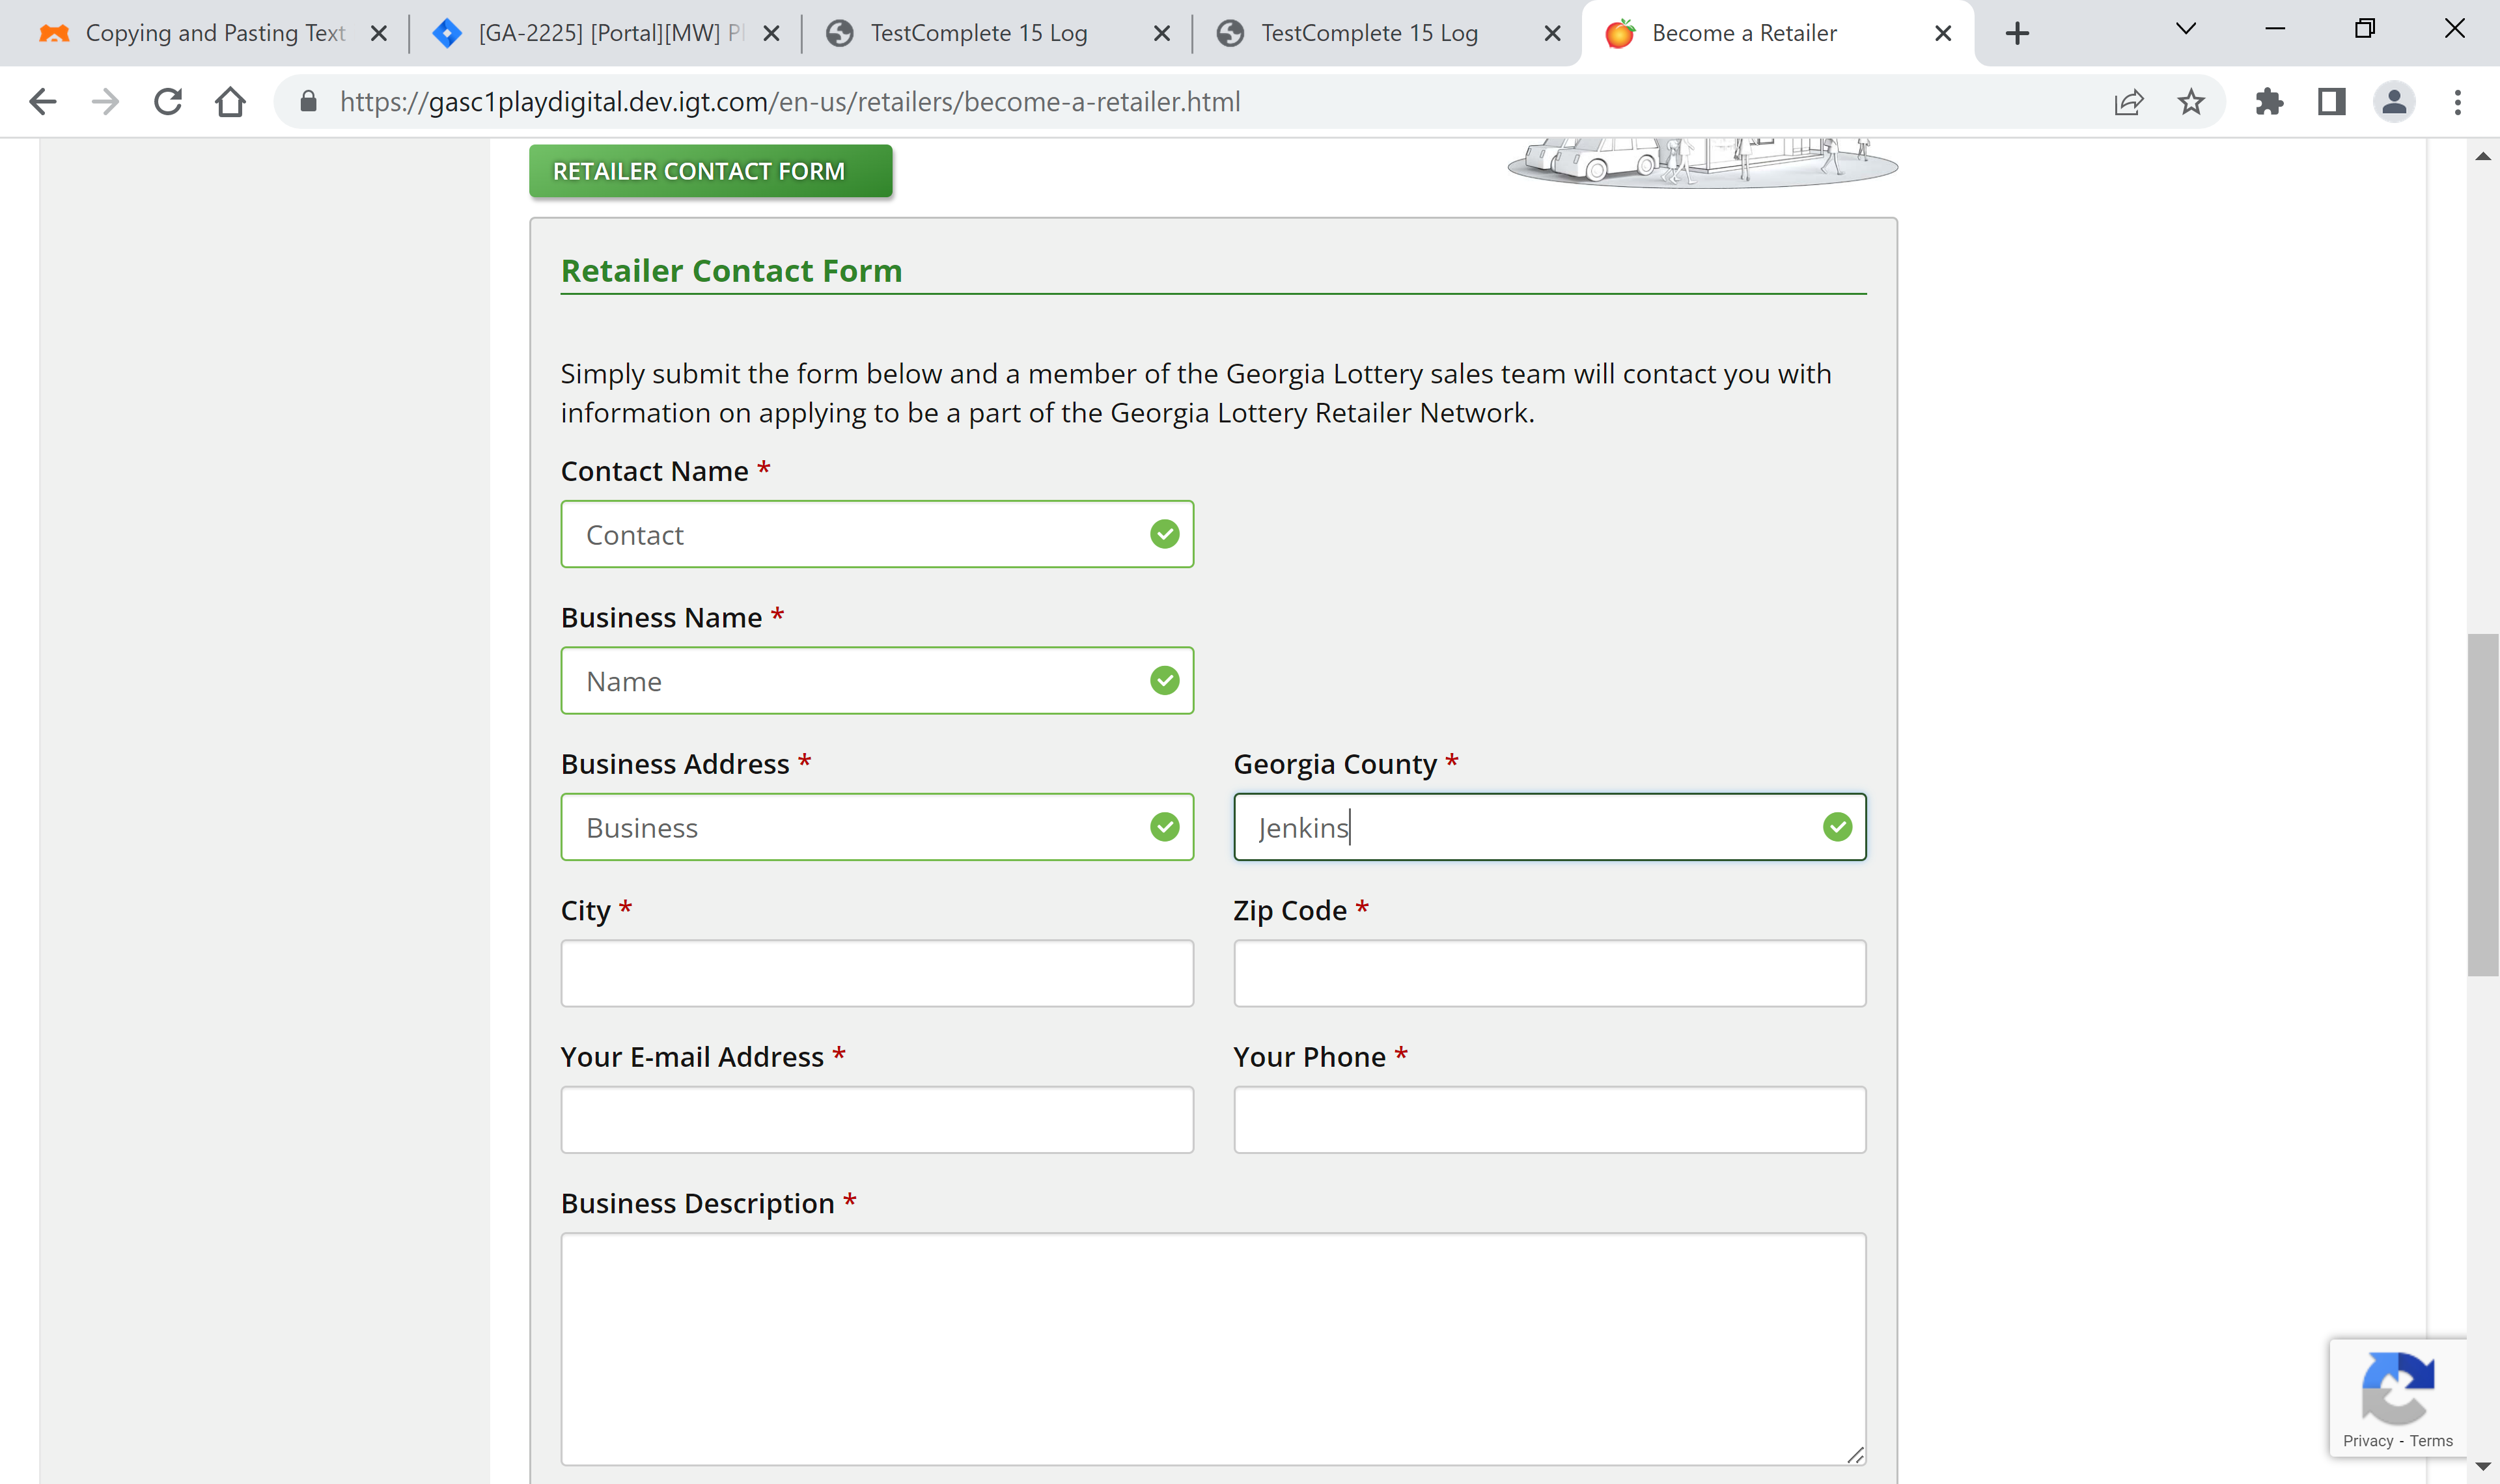 Copying and Pasting Text
[GA-2225] [Portal][MW] Pl
TestComplete 15 Log
TestComplete 15 Log
Become a Retailer
https://gasc1playdigital.dev.igt.com/en-us/retailers/become-a-retailer.html
RETAILER CONTACT FORM
Retailer Contact Form
Simply submit the form below and a member of the Georgia Lottery sales team will contact you with
information on applying to be a part of the Georgia Lottery Retailer Network.
Contact Name *
Contact
Business Name *
Name
Business Address *
Georgia County *
Business
Jenkins
City *
Zip Code *
Your E-mail Address *
Your Phone *
Business Description *
Privacy - Terms